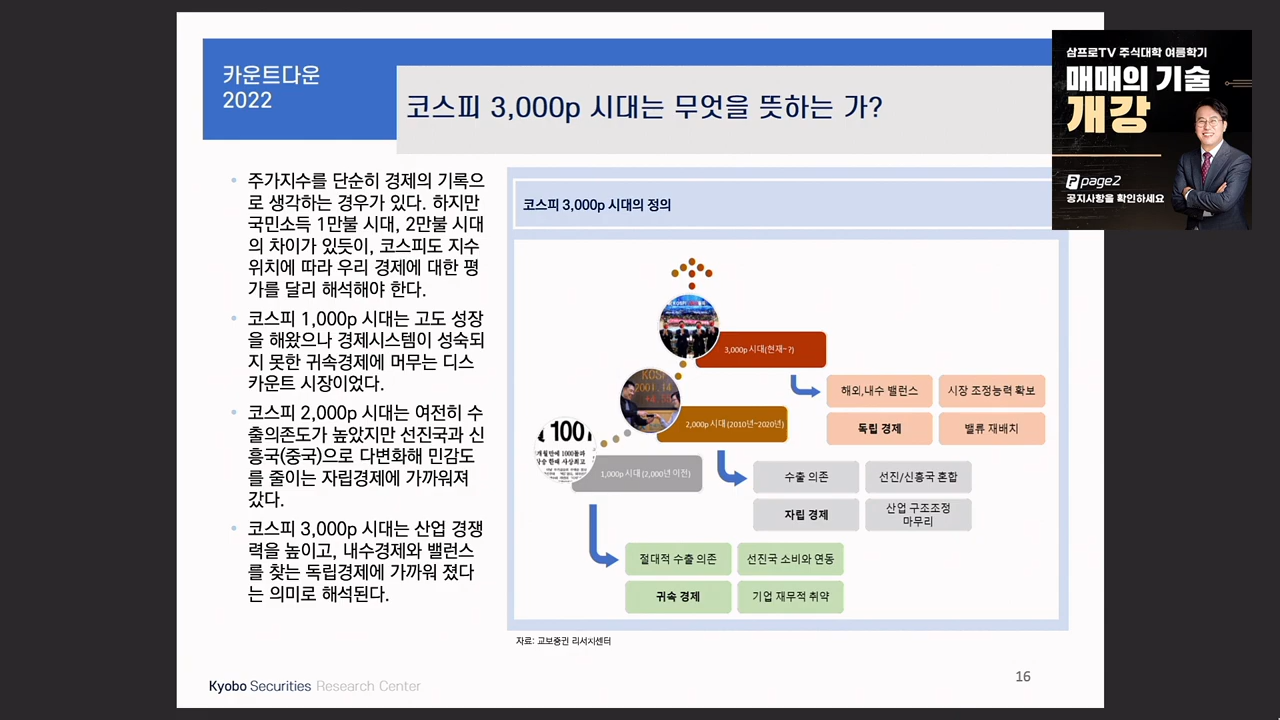 카운트다운
2022
코스피 3,000p 시대는 무엇을 뜻하는 가?
삼프로TV 주식대학 여름학기
매매의 기술
개강
page2
공지사항을 확인하세요
• 주가지수를 단순히 경제의 기록으
로 생각하는 경우가 있다. 하지만
국민소득 1만불 시대, 2만불 시대
의 차이가 있듯이, 코스피도 지수
위치에 따라 우리 경제에 대한 평
가를 달리 해석해야 한다.
• 코스피 1,000p 시대는 고도 성장
을 해왔으나 경제시스템이 성숙되
지 못한 귀속경제에 머무는 디스
카운트 시장이었다.
• 코스피 2,000p 시대는 여전히 수
출의존도가 높았지만 선진국과 신
흥국(중국)으로 다변화해 민감도
를 줄이는 자립경제에 가까워져
갔다.
• 코스피 3,000p 시대는 산업 경쟁
력을 높이고, 내수경제와 밸런스
를 찾는 독립경제에 가까워 졌다
는 의미로 해석된다.
코스피 3,000p 시대의 정의
3,000p 시대(현재~?)
해외,내수 밸런스
시장 조정능력 확보
독립 경제
밸류 재배치
2,000p 시대 (2010년~2020년)
수출 의존
선진/신흥국 혼합
자립 경제
산업 구조조정
마무리
100
1,000p 시대 (2,000년 이전)
절대적 수출 의존
선진국 소비와 연동
귀속 경제
기업 재무적 취약
자료: 교보증권 리서치센터
Kyobo Securities Research Center
16